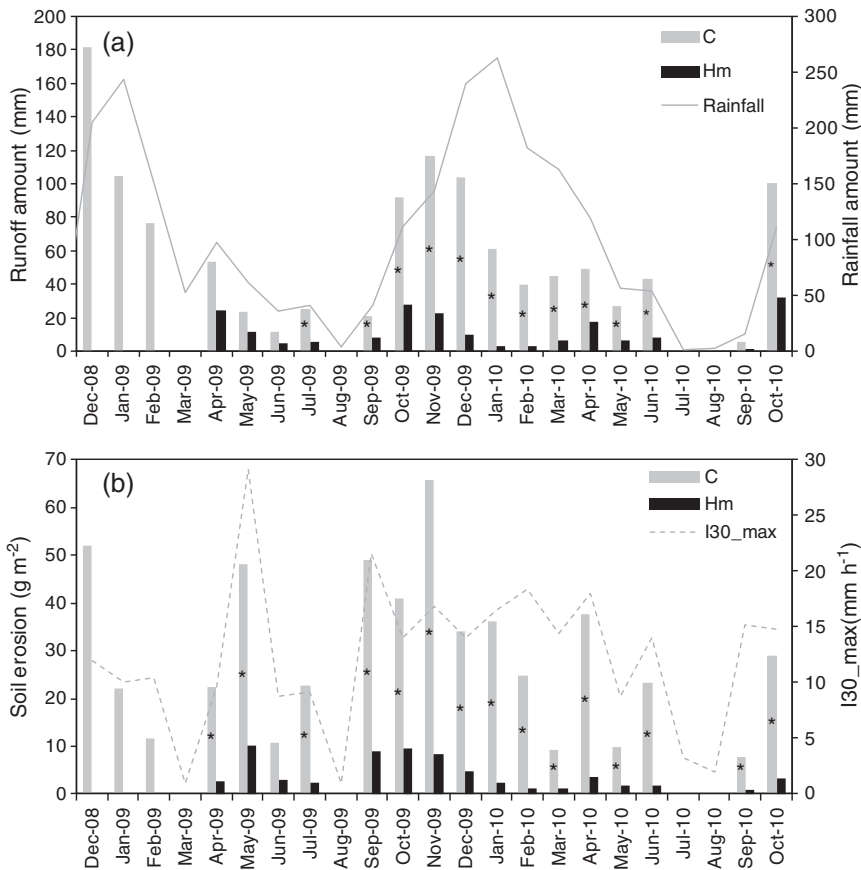 (a)
C
Hm
Rainfall
Runoff amount (mm)
200
180
160
140
120
100
80
60
40
20
0
Rainfall amount (mm)
300
250
200
150
100
50
0
* * * * * * * * * * * *
Dec-08
Jan-09
Feb-09
Mar-09
Apr-09
May-09
Jun-09
Jul-09
Aug-09
Sep-09
Oct-09
Nov-09
Dec-09
Jan-10
Feb-10
Mar-10
Apr-10
May-10
Jun-10
Jul-10
Aug-10
Sep-10
Oct-10
(b)
C
Hm
I30_max
Soil erosion (g m-2)
70
60
50
40
30
20
10
0
I30_max(mm h-1)
30
25
20
15
10
5
0
* * * * * * * * * * * * * * *
Dec-08
Jan-09
Feb-09
Mar-09
Apr-09
May-09
Jun-09
Jul-09
Aug-09
Sep-09
Oct-09
Nov-09
Dec-09
Jan-10
Feb-10
Mar-10
Apr-10
May-10
Jun-10
Jul-10
Aug-10
Sep-10
Oct-10